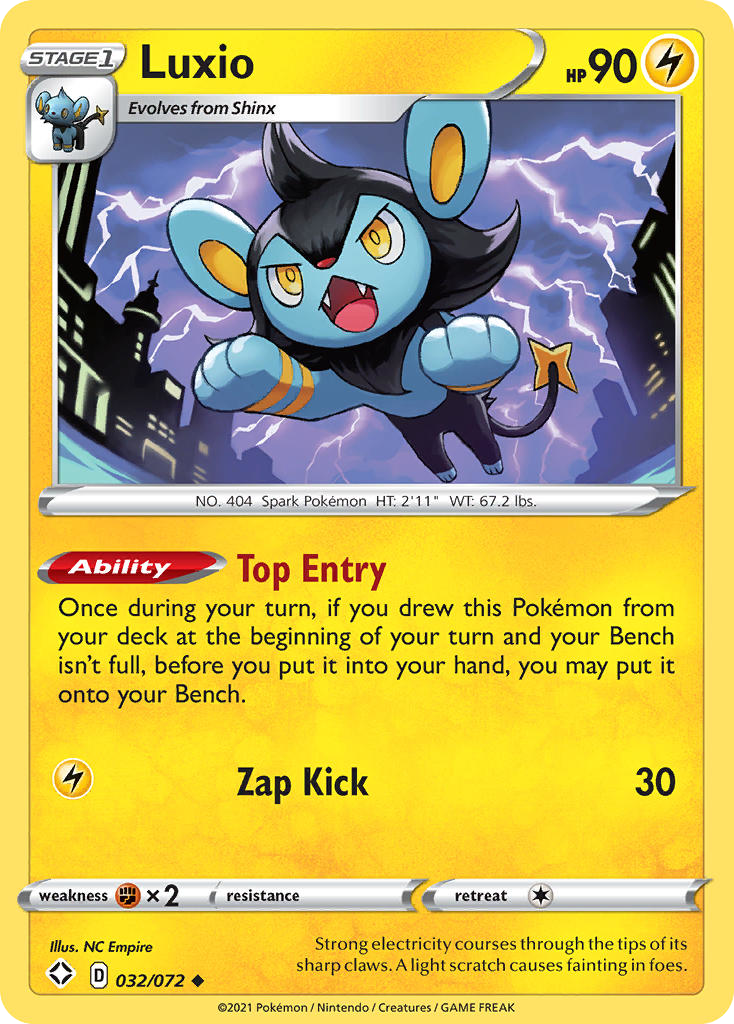 STAGE 1
Luxio
HP 90
Evolves from Shinx
NO. 404 Spark Pokémon HT: 2'11" WT: 67.2 lbs.
Ability Top Entry
Once during your turn, if you drew this Pokémon from
your deck at the beginning of your turn and your Bench
isn't full, before you put it into your hand, you may put it
onto your Bench.
Zap Kick 30
weakness ×2 resistance retreat
Illus. NC Empire
Strong electricity courses through the tips of its
sharp claws. A light scratch causes fainting in foes.
D 032/072
©2021 Pokémon / Nintendo / Creatures / GAME FREAK